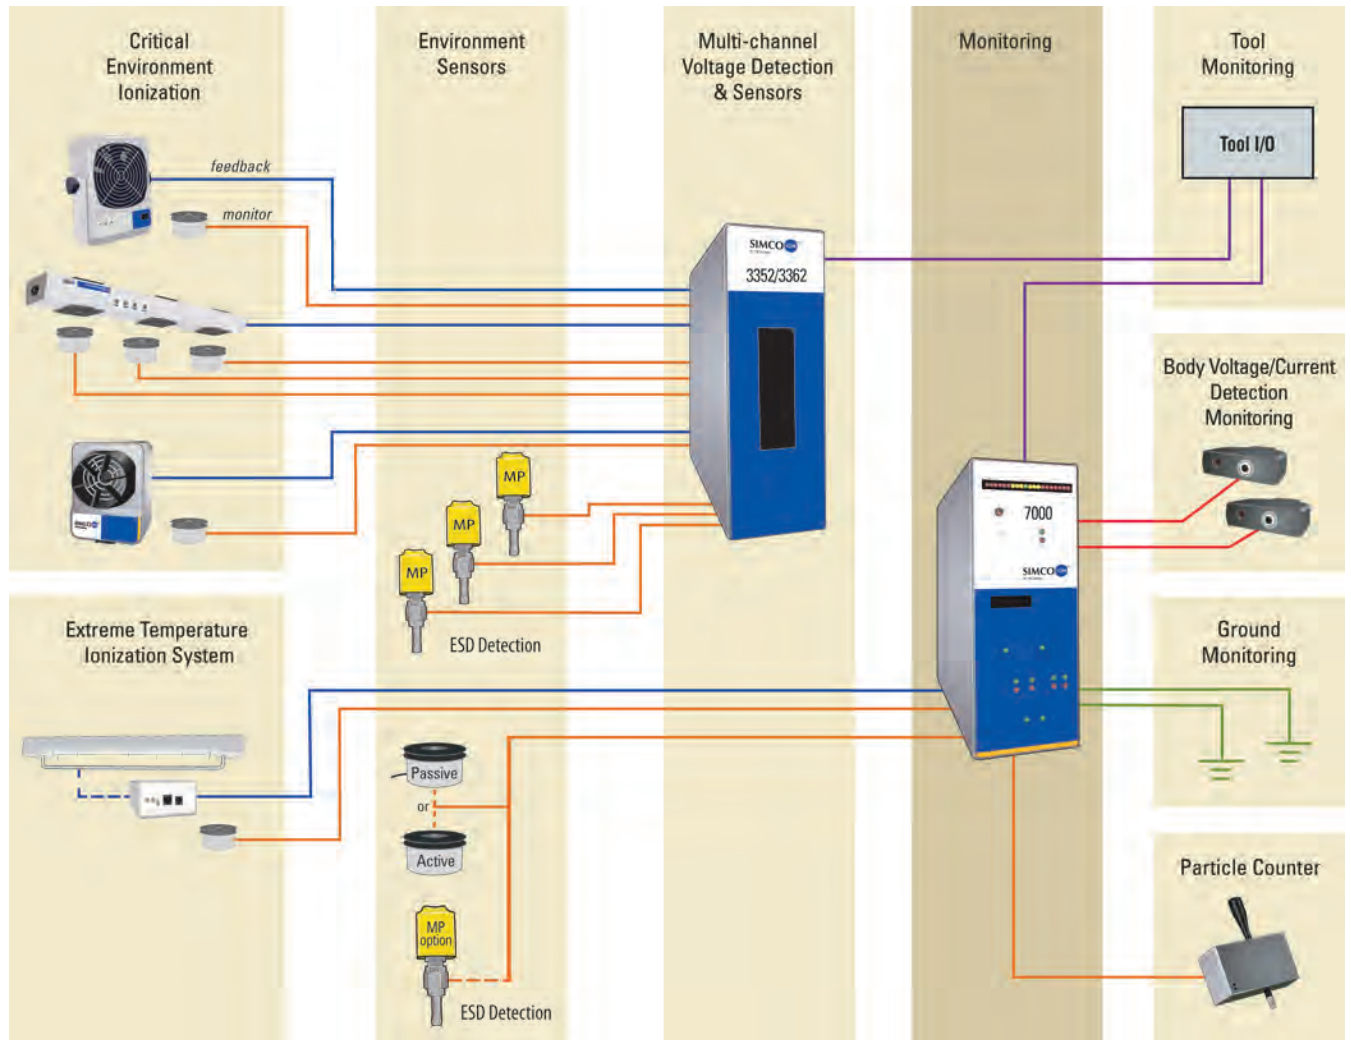 Critical
Environment
Ionization
Environment
Sensors
Multi-channel
Voltage Detection
& Sensors
Monitoring
Tool
Monitoring
feedback
monitor
Tool I/O
SIMCO
3352/3362
Body Voltage/Current
Detection
Monitoring
MP
MP
MP
ESD Detection
7000
SIMCO
SIMCO
Extreme Temperature
Ionization System
Ground
Monitoring
Passive
or
Active
MP
option
ESD Detection
Particle Counter